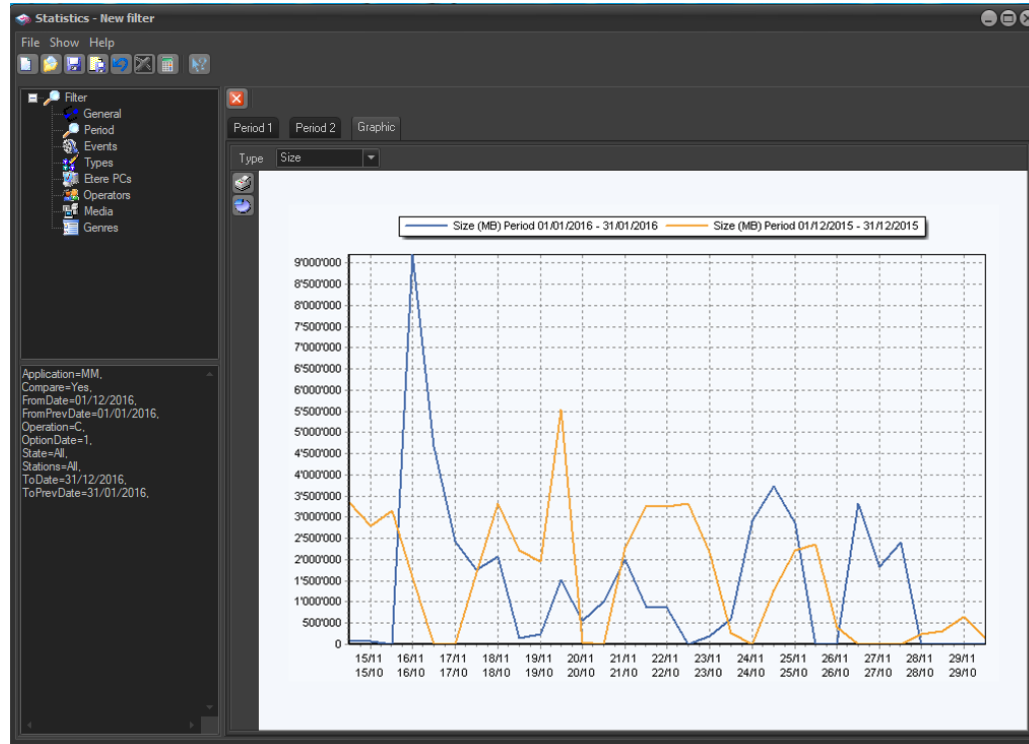 Statistics - New filter
File Show Help
Filter
General
Period
Events
Types
Etere PCs
Operators
Media
Genres
Application=MM,
Compare=Yes,
FromDate=01/12/2016,
FromPrevDate=01/01/2016,
Operation=C,
OptionDate=1,
State=All,
Stations=All,
ToDate=31/12/2016,
ToPrevDate=31/01/2016,
Period 1 Period 2 Graphic
Type Size
Size (MB) Period 01/01/2016 - 31/01/2016 Size (MB) Period 01/12/2015 - 31/12/2015
9'000'000
8'500'000
8'000'000
7'500'000
7'000'000
6'500'000
6'000'000
5'500'000
5'000'000
4'500'000
4'000'000
3'500'000
3'000'000
2'500'000
2'000'000
1'500'000
1'000'000
500'000
0
15/11 16/11 17/11 18/11 19/11 20/11 21/11 22/11 23/11 24/11 25/11 26/11 27/11 28/11 29/11
15/10 16/10 17/10 18/10 19/10 20/10 21/10 22/10 23/10 24/10 25/10 26/10 27/10 28/10 29/10